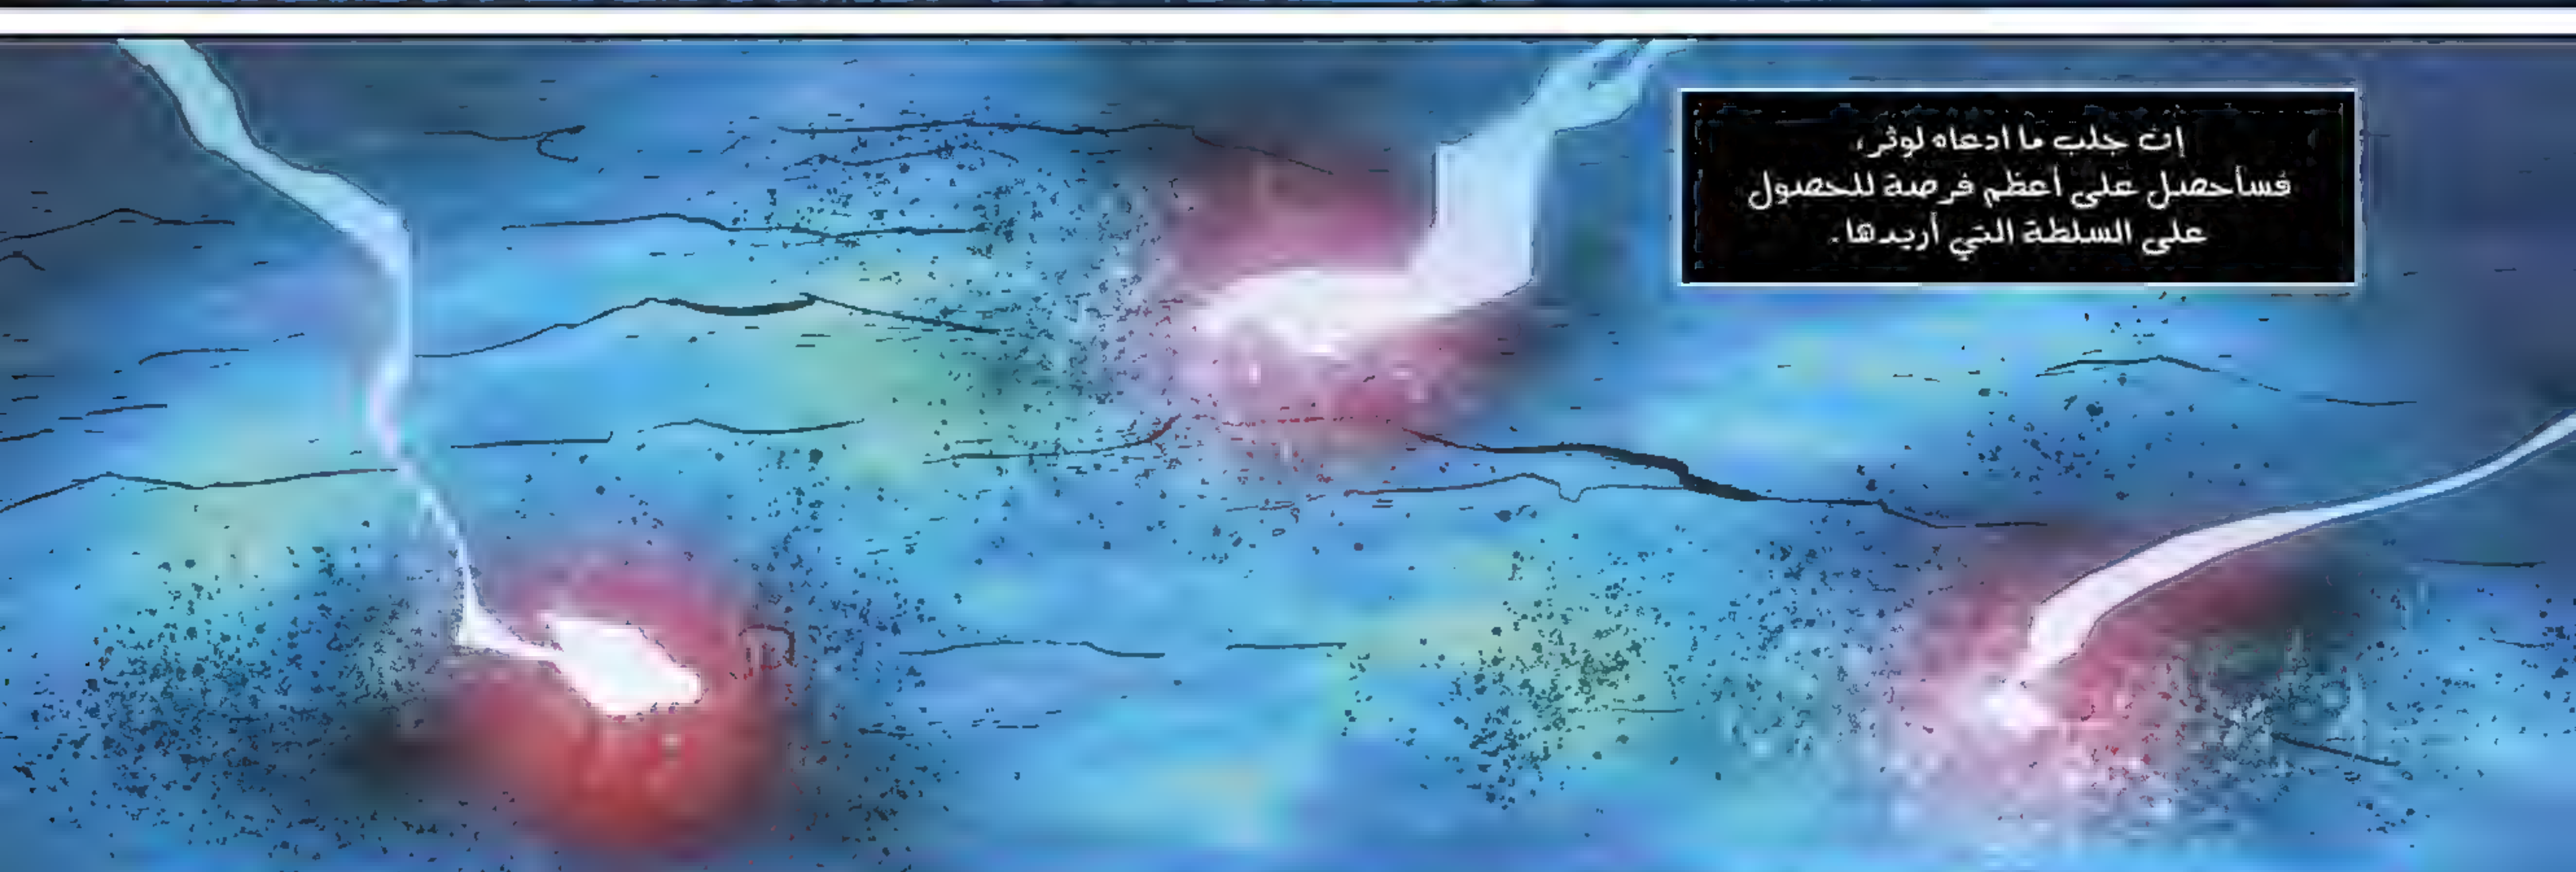 إن جلب ما ادعاه لوثر،
فسأحصل على أعظم فرصة للحصول
على السلطة التي أريدها.